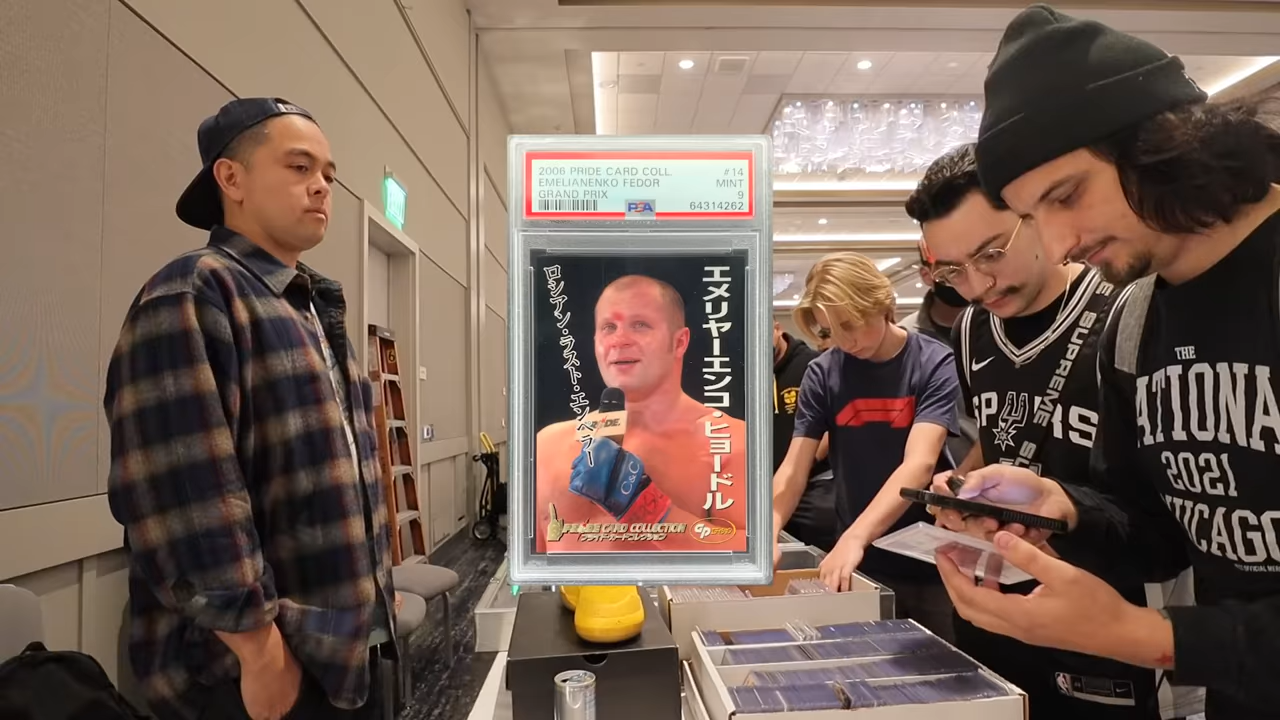 2006 PRIDE CARD COLL. #14
EMELIANENKO FEDOR MINT
GRAND PRIX 9
PSA 64314262
エメリヤーエンコ・ヒョードル
ロシアン・ラスト・エンペラー
PRIDE.
C&C
PRIDE CARD COLLECTION
プライド・カードコレクション
GP
SPURS
SUPREME
THE
NATIONAL
2021
CHICAGO